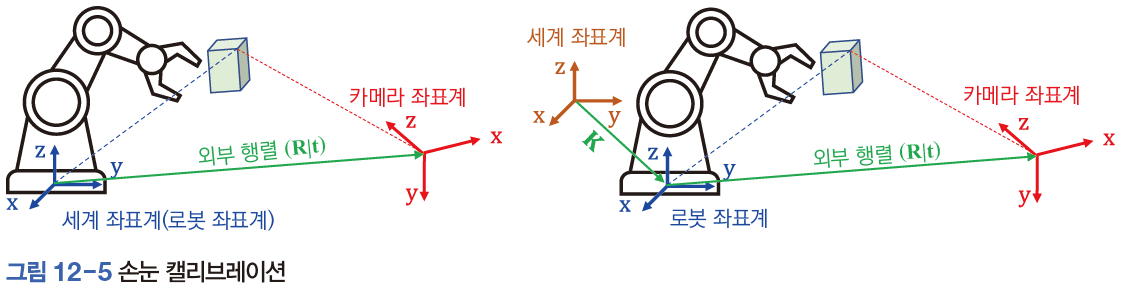 카메라 좌표계
z
x
y
외부 행렬 (R|t)
z
y
x
세계 좌표계(로봇 좌표계)
세계 좌표계
z
x
y
K
카메라 좌표계
z
x
y
외부 행렬 (R|t)
z
y
x
로봇 좌표계
그림 12-5 손눈 캘리브레이션